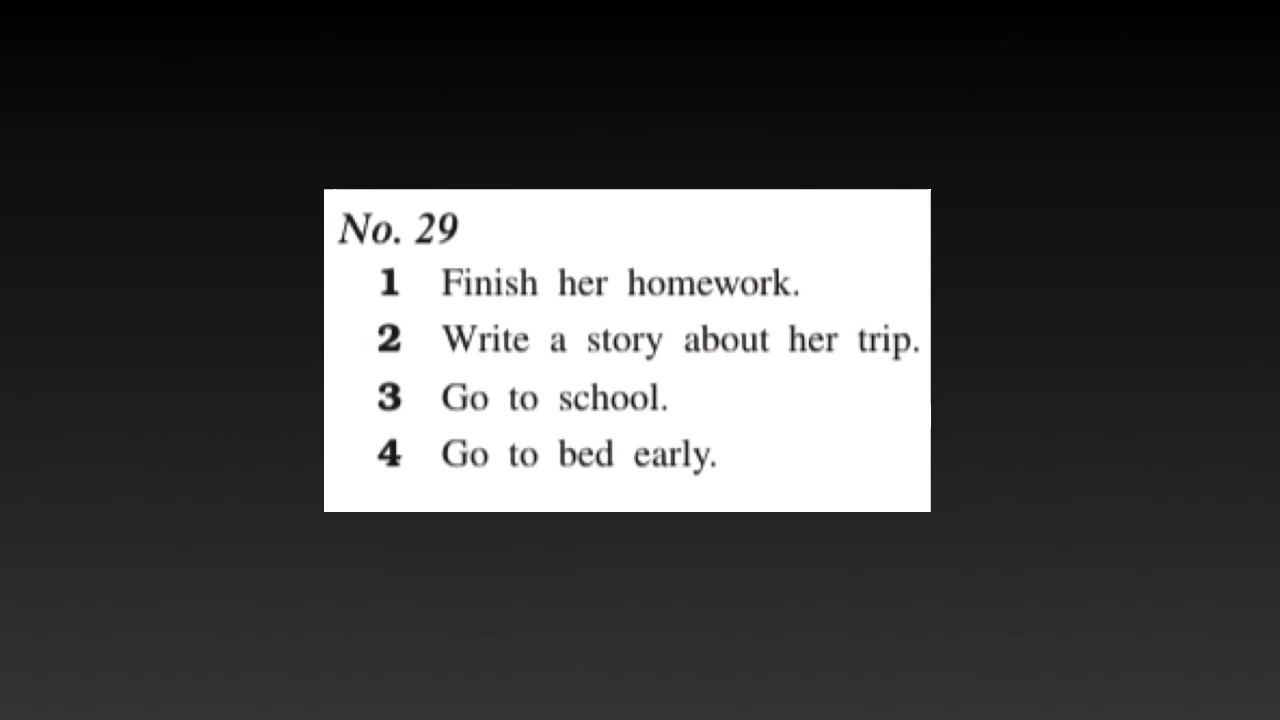 No. 29
1 Finish her homework.
2 Write a story about her trip.
3 Go to school.
4 Go to bed early.